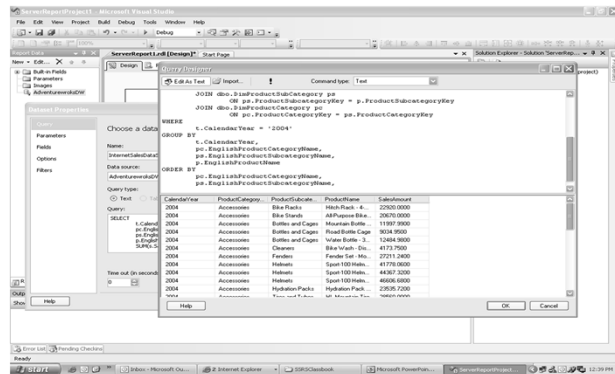 ServerReportProject1 - Microsoft Visual Studio
File Edit View Project Build Debug Tools Window Help
Debug
Report Data
ServerReport1.rdl [Design]* Start Page
Solution Explorer - Solution 'ServerRep...
New Edit...
Built-in Fields
Parameters
Images
AdventureworksDW
Design
Query Designer
Edit As Text Import... ! Command type: Text
JOIN dbo.DimProductSubCategory ps
ON ps.ProductSubcategoryKey = p.ProductSubcategoryKey
JOIN dbo.DimProductCategory pc
ON pc.ProductCategoryKey = ps.ProductCategoryKey
WHERE
t.CalendarYear = '2004'
GROUP BY
t.CalendarYear,
pc.EnglishProductCategoryName,
ps.EnglishProductSubcategoryName,
p.EnglishProductName
ORDER BY
pc.EnglishProductCategoryName,
ps.EnglishProductSubcategoryName,
Dataset Properties
Query
Parameters
Fields
Options
Filters
Choose a data
Name:
InternetSalesDataS
Data source:
AdventureworksDW
Query type:
Text
Query:
SELECT
t.Calend
pc.Englis
ps.Englis
p.English
SUM(s.S
Time out (in seconds
0
Help
CalendarYear ProductCategory... ProductSubcate... ProductName SalesAmount
2004 Accessories Bike Racks Hitch Rack - 4-... 22920.0000
2004 Accessories Bike Stands All-Purpose Bike... 20670.0000
2004 Accessories Bottles and Cages Mountain Bottle ... 11997.9900
2004 Accessories Bottles and Cages Road Bottle Cage 9034.9500
2004 Accessories Bottles and Cages Water Bottle - 3... 12484.9800
2004 Accessories Cleaners Bike Wash - Dis... 4173.7500
2004 Accessories Fenders Fender Set - Mo... 27211.2400
2004 Accessories Helmets Sport-100 Helm... 41778.0600
2004 Accessories Helmets Sport-100 Helm... 44367.3200
2004 Accessories Helmets Sport-100 Helm... 46606.6800
2004 Accessories Hydration Packs Hydration Pack ... 23535.7200
Help OK Cancel
Error List Pending Checkins
Ready
Start Inbox - Microsoft Ou... 2 Internet Explorer SSRSClassbook Microsoft PowerPoin... ServerReportProject... 12:39 PM